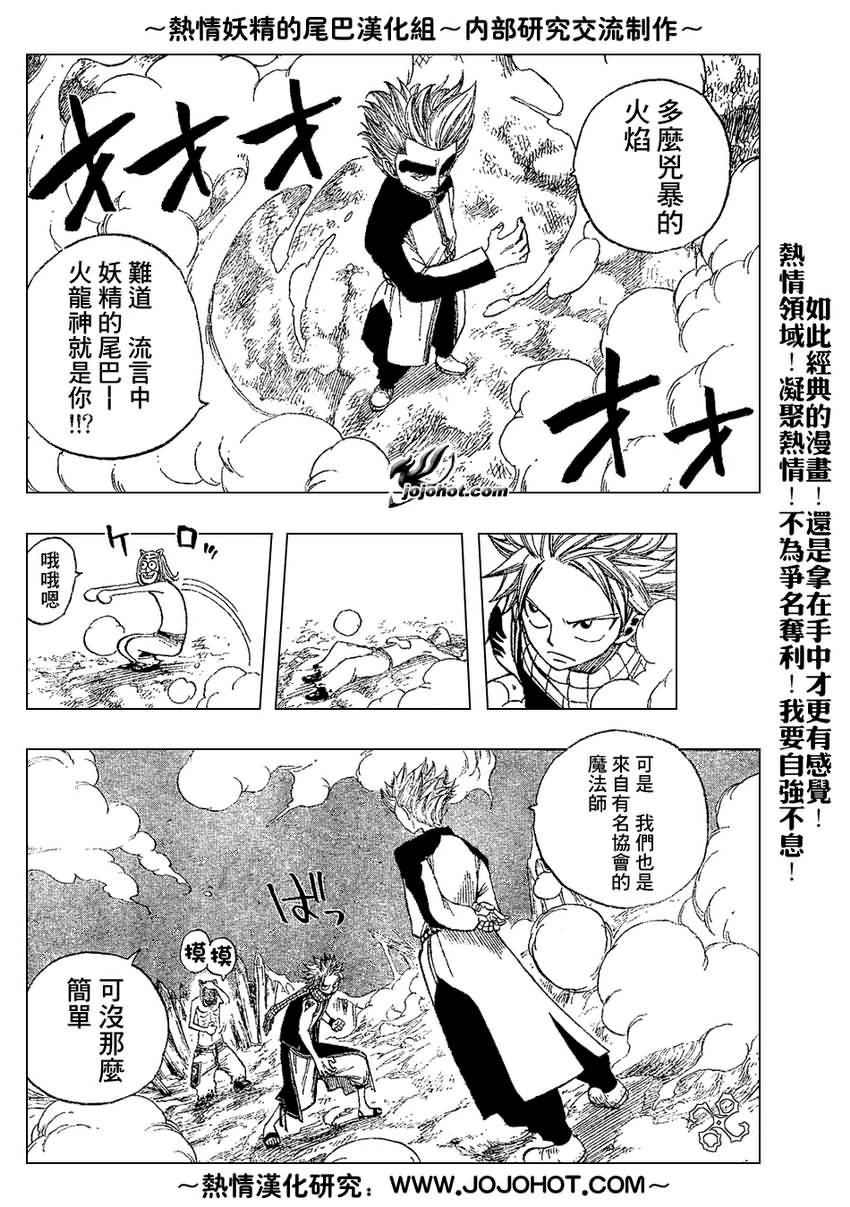 ～熱情妖精的尾巴漢化組～内部研究交流制作～
多麼兇暴的
火焰
オオオ
オオ
難道　流言中
妖精的尾巴ー
火龍神就是你!!?
jojohot.com
ケロ
哦哦嗯
可是　我們也是
來自有名協會的
魔法師
ばっ
摸摸
可沒那麼
簡單
如此經典的漫畫！還是拿在手中才更有感覺！
熱情領域！凝聚熱情！不為爭名奪利！我要自強不息！
～熱情漢化研究：WWW.JOJOHOT.COM～